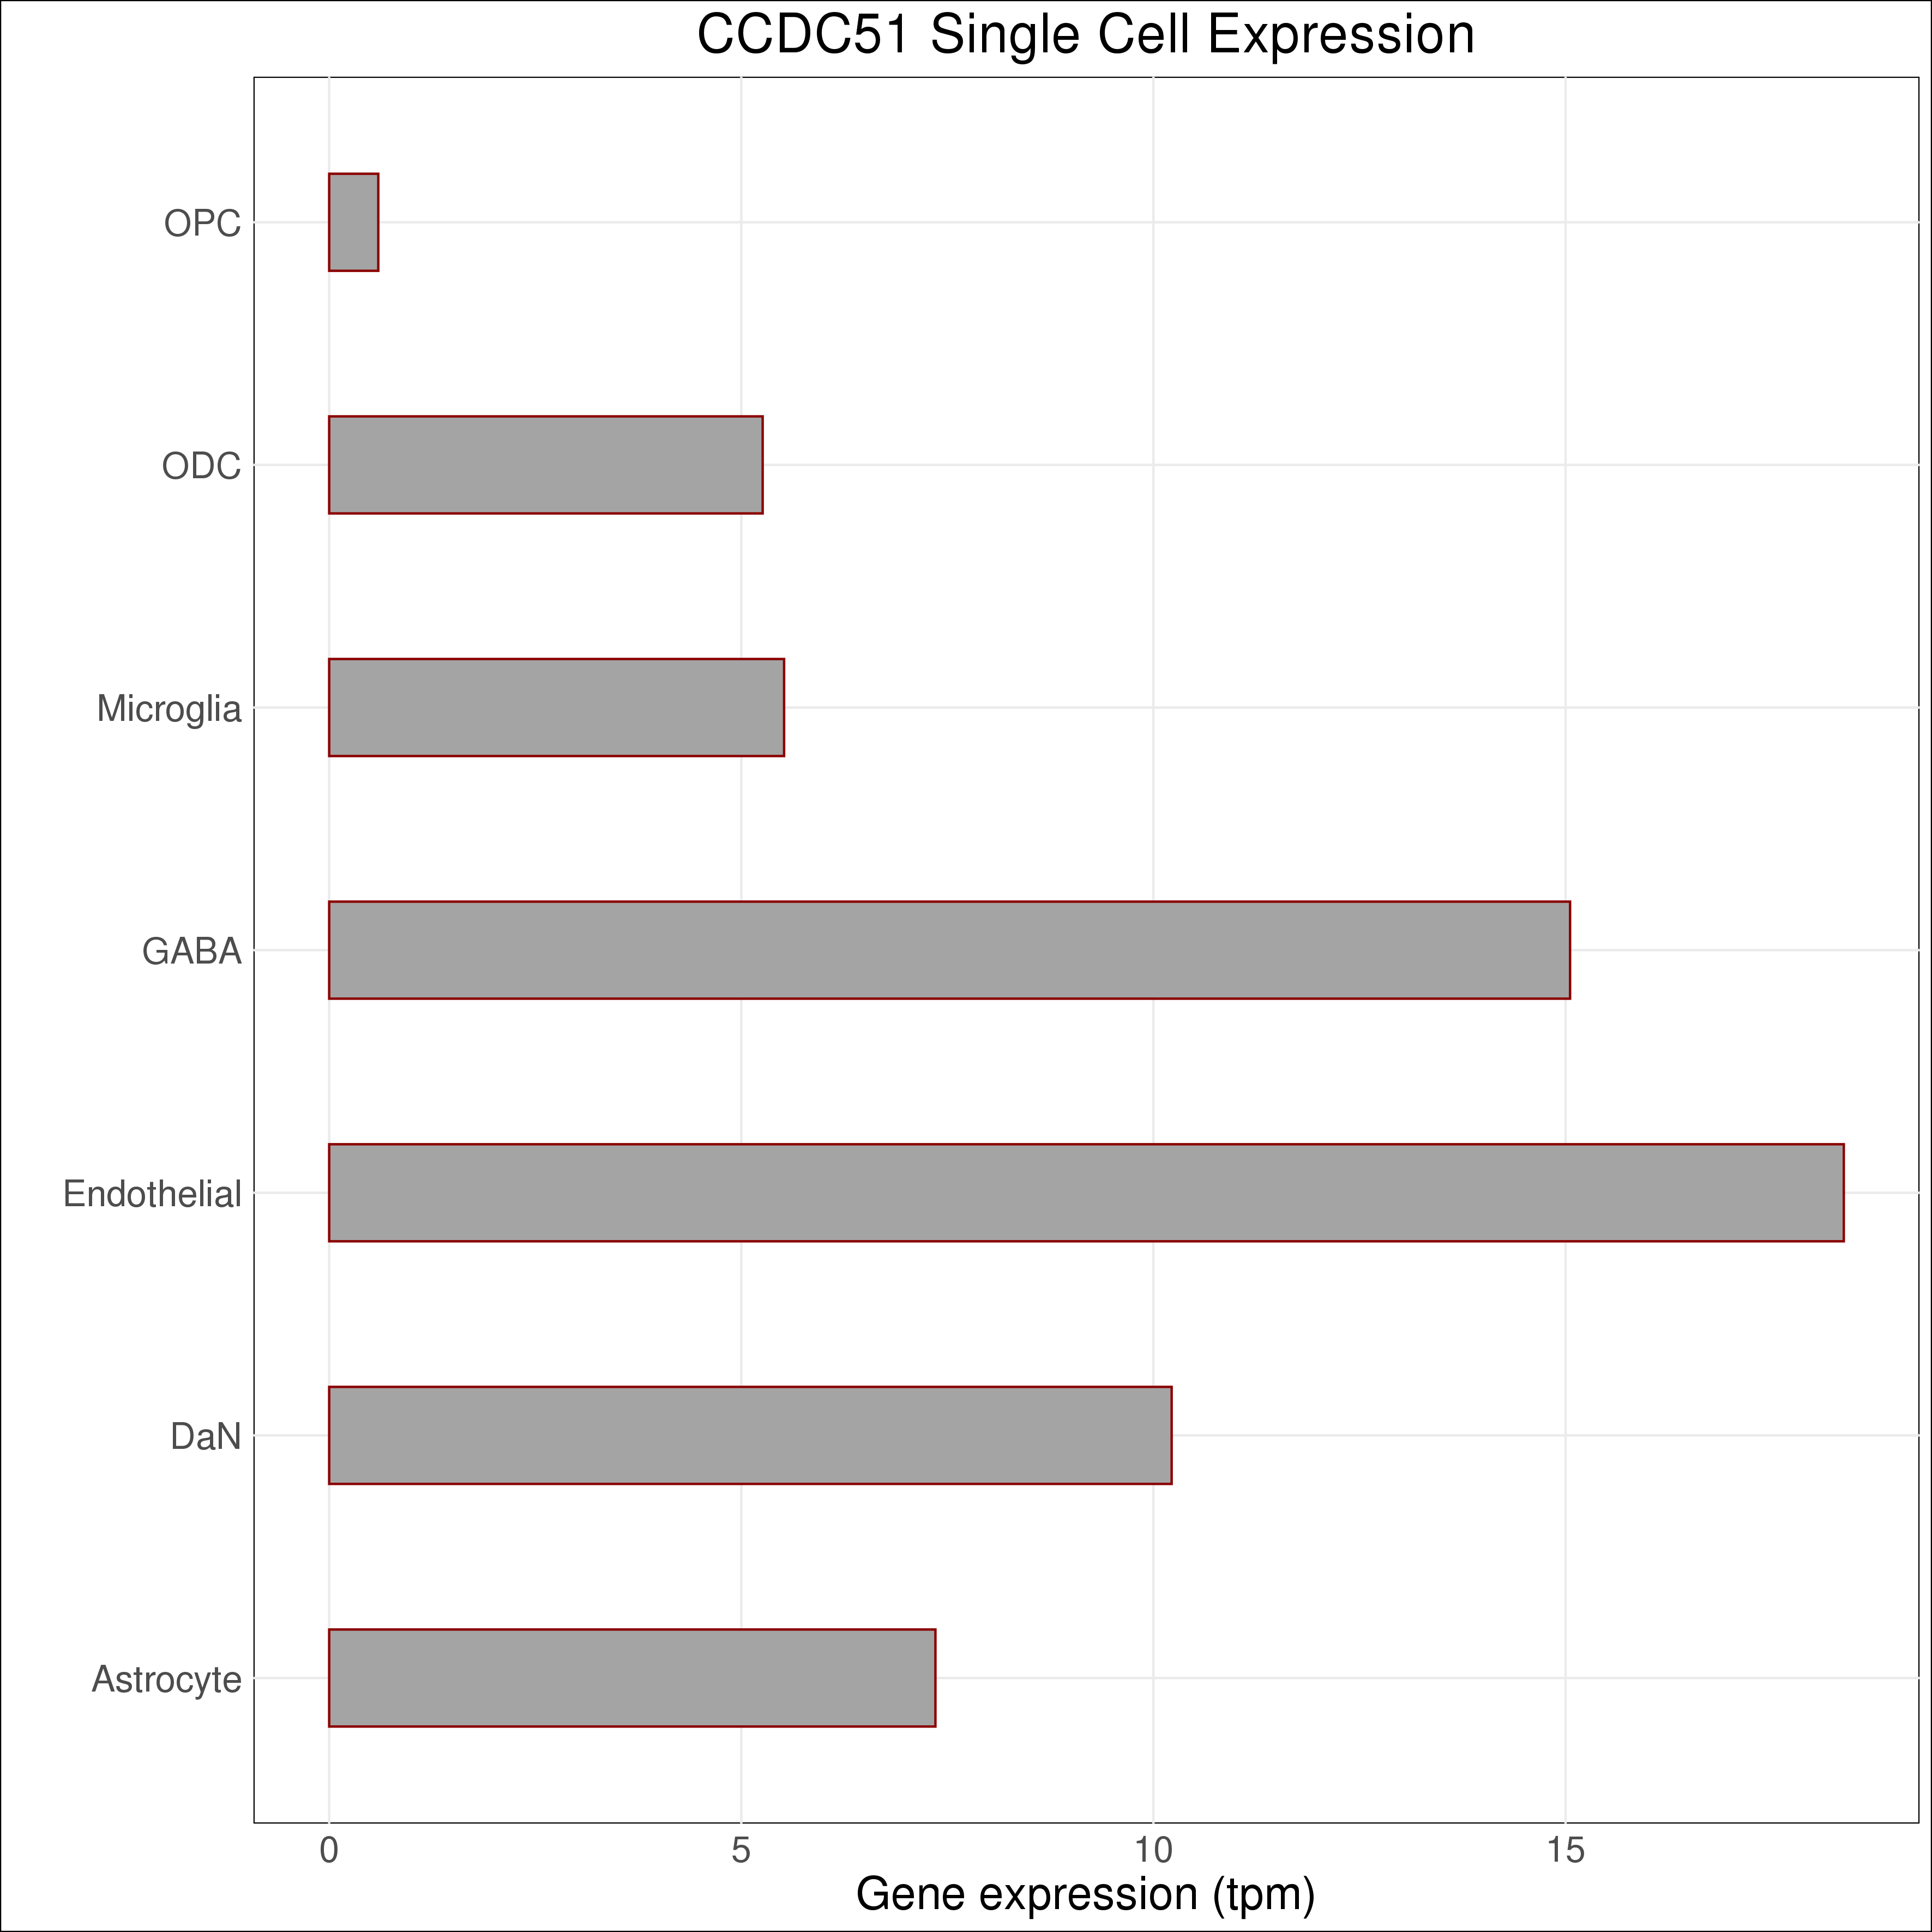 CCDC51 Single Cell Expression
OPC
ODC
Microglia
GABA
Endothelial
DaN
Astrocyte
0 5 10 15
Gene expression (tpm)